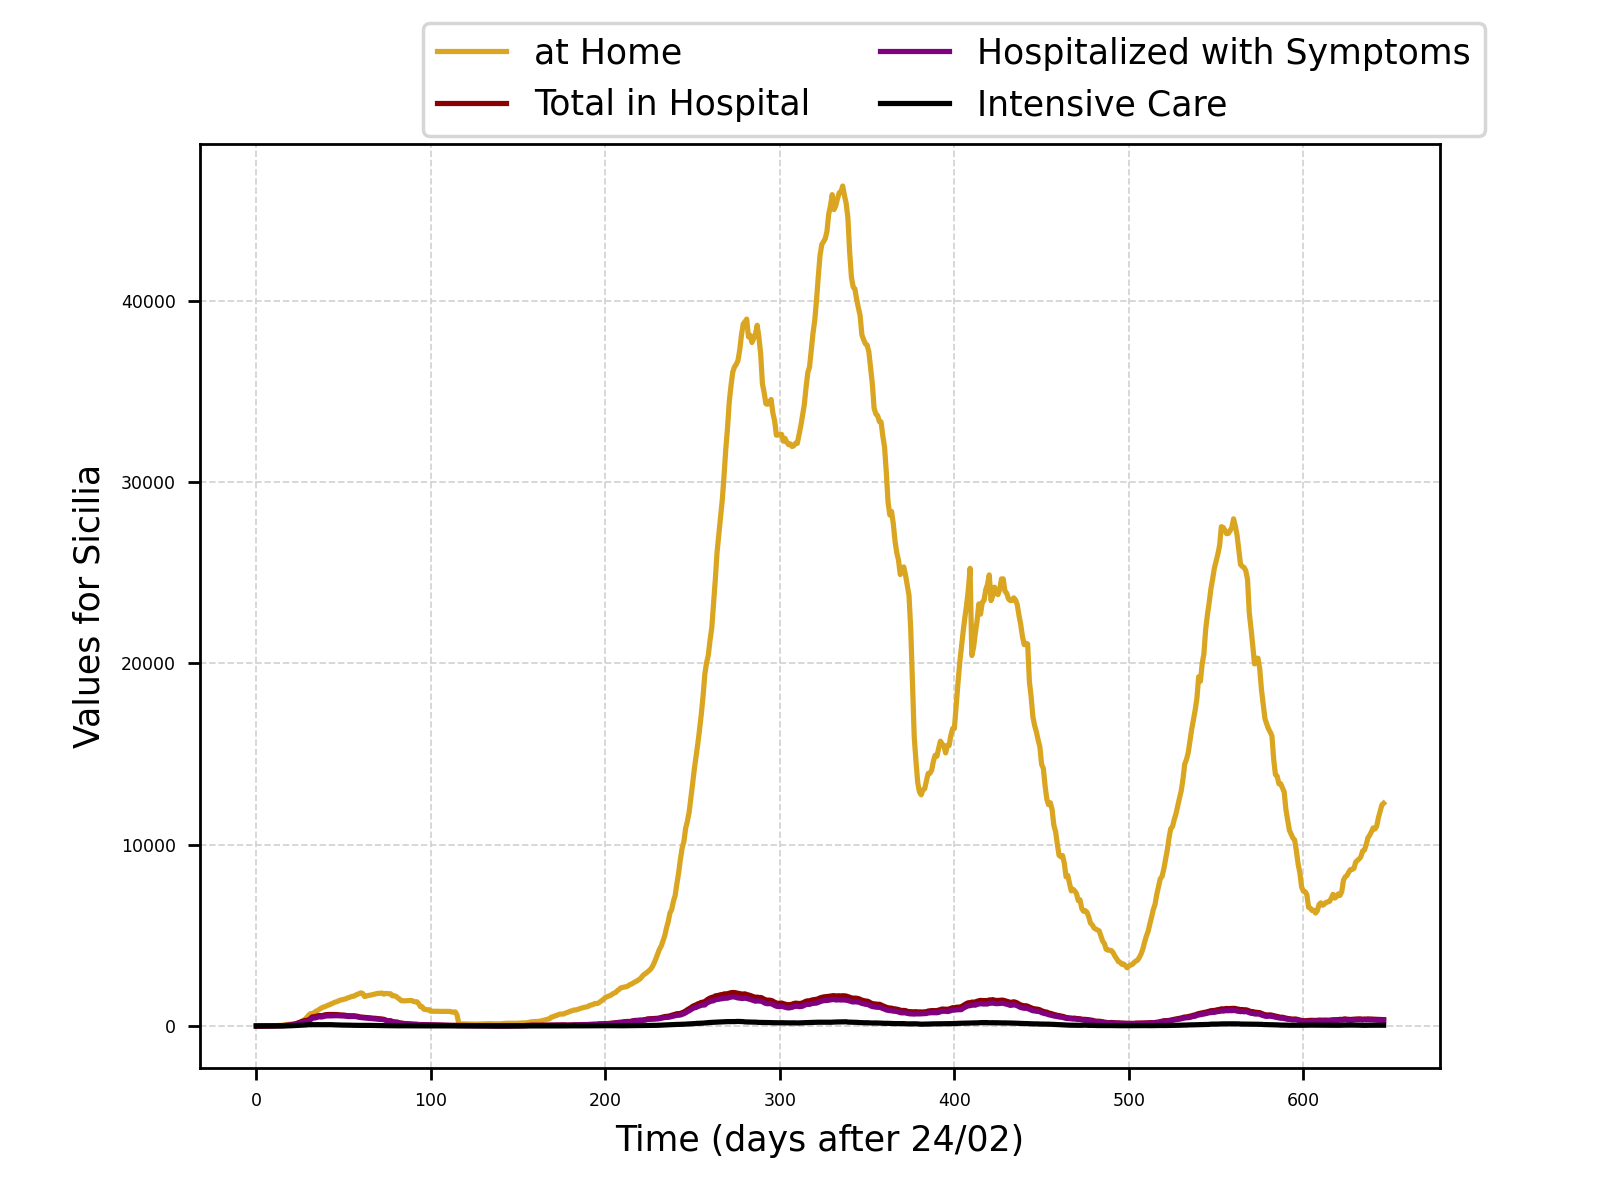 at Home
Total in Hospital
Hospitalized with Symptoms
Intensive Care
Values for Sicilia
40000
30000
20000
10000
0
0 100 200 300 400 500 600
Time (days after 24/02)